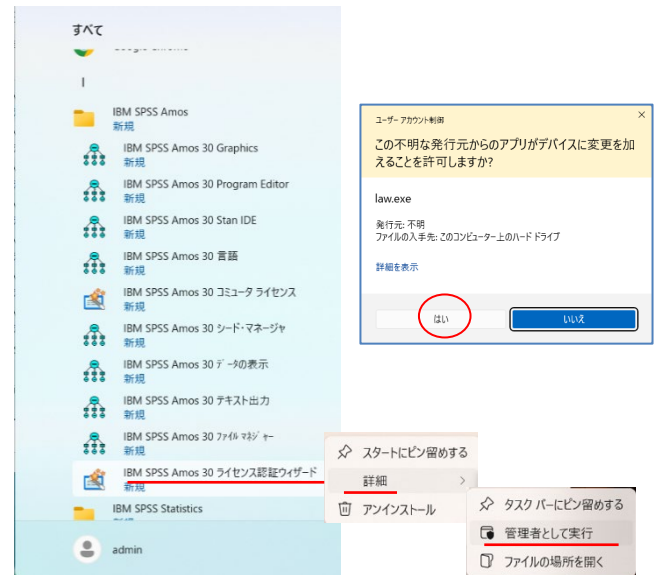 すべて
I
IBM SPSS Amos
新規
IBM SPSS Amos 30 Graphics
新規
IBM SPSS Amos 30 Program Editor
新規
IBM SPSS Amos 30 Stan IDE
新規
IBM SPSS Amos 30 言語
新規
IBM SPSS Amos 30 コミュータ ライセンス
新規
IBM SPSS Amos 30 シード・マネージャ
新規
IBM SPSS Amos 30 データの表示
新規
IBM SPSS Amos 30 テキスト出力
新規
IBM SPSS Amos 30 ファイル マネジャー
新規
IBM SPSS Amos 30 ライセンス認証ウィザード
新規
IBM SPSS Statistics
admin
ユーザー アカウント制御
×
この不明な発行元からのアプリがデバイスに変更を加
えることを許可しますか?
law.exe
発行元: 不明
ファイルの入手先: このコンピューター上のハード ドライブ
詳細を表示
はい
いいえ
スタートにピン留めする
詳細
アンインストール
タスク バーにピン留めする
管理者として実行
ファイルの場所を開く